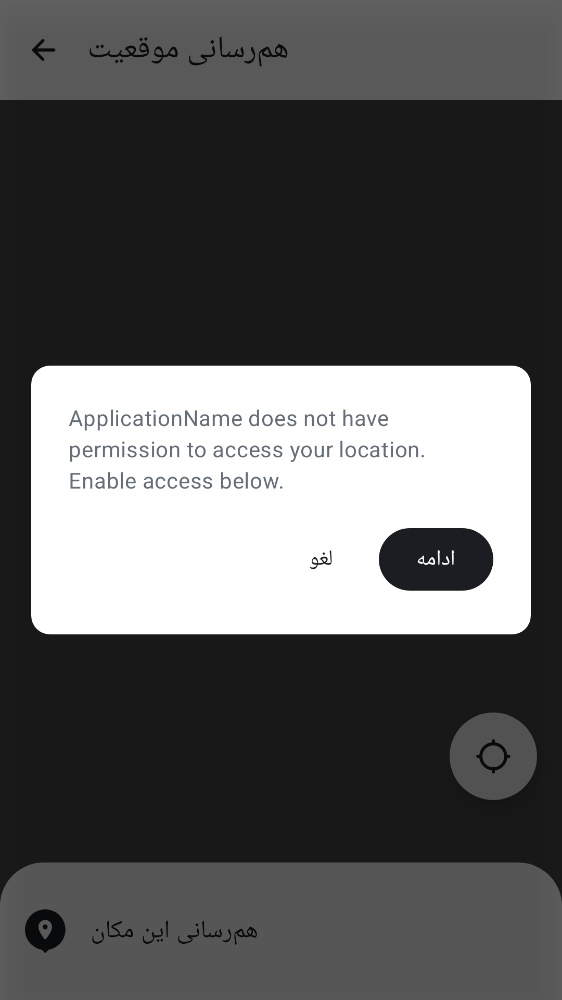 هم‌رسانی موقعیت
ApplicationName does not have
permission to access your location.
Enable access below.
لغو
ادامه
هم‌رسانی این مکان